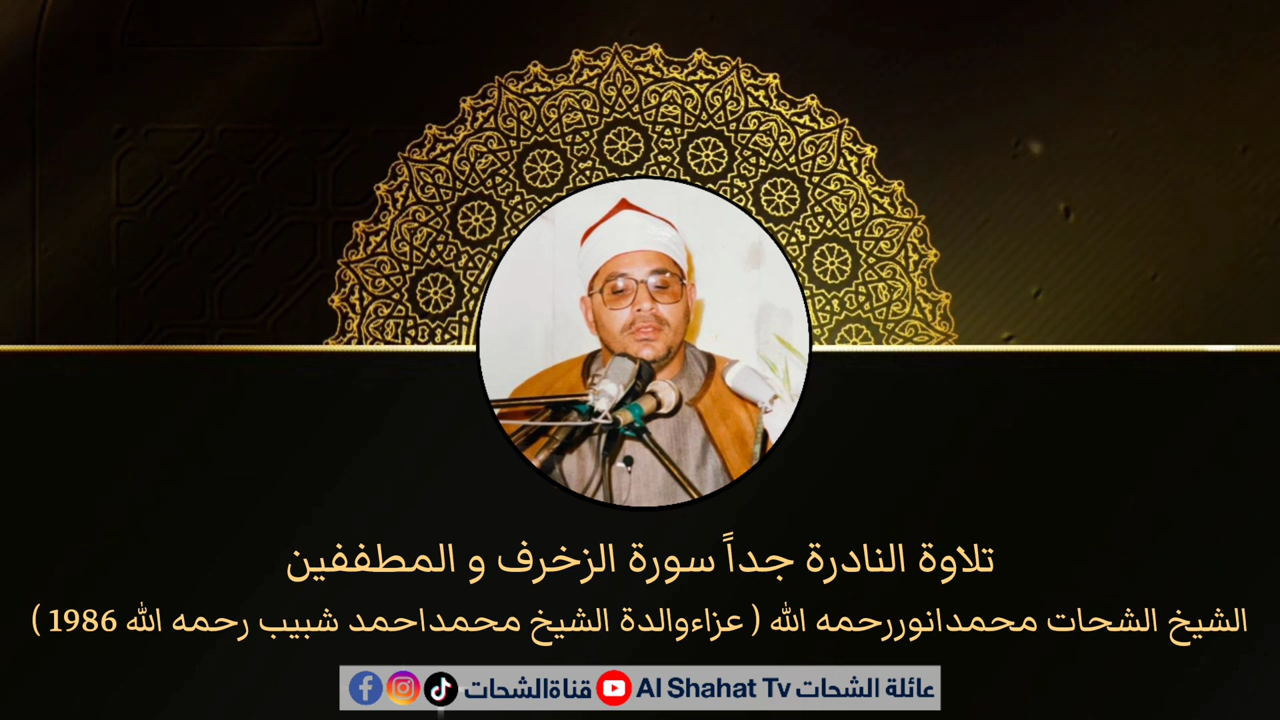 تلاوة النادرة جداً سورة الزخرف و المطففين
الشيخ الشحات محمدانوررحمه الله ( عزاءوالدة الشيخ محمداحمد شبيب رحمه الله 1986 )
عائلة الشحات Al Shahat Tv قناةالشحات